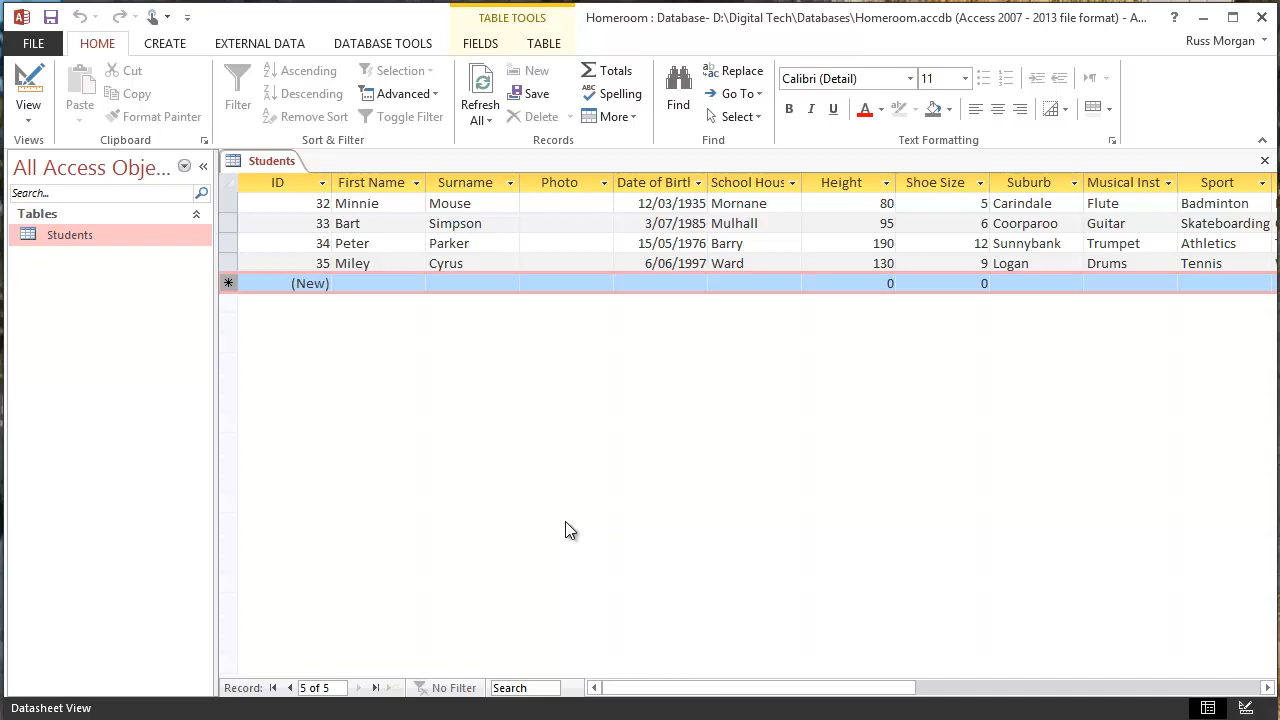 TABLE TOOLS
Homeroom : Database- D:\Digital Tech\Databases\Homeroom.accdb (Access 2007 - 2013 file format) - A...
?
FILE HOME CREATE EXTERNAL DATA DATABASE TOOLS FIELDS TABLE
Russ Morgan
View
Views
Paste
Cut
Copy
Format Painter
Clipboard
Filter
Ascending
Descending
Remove Sort
Selection
Advanced
Toggle Filter
Sort & Filter
Refresh
All
New
Save
Delete
Totals
Spelling
More
Records
Find
Replace
Go To
Select
Find
Calibri (Detail) 11
B I U A
Text Formatting
All Access Obje...
Search...
Tables
Students
Students
ID First Name Surname Photo Date of Birth School Hous Height Shoe Size Suburb Musical Inst Sport
32 Minnie Mouse 12/03/1935 Mornane 80 5 Carindale Flute Badminton
33 Bart Simpson 3/07/1985 Mulhall 95 6 Coorparoo Guitar Skateboarding
34 Peter Parker 15/05/1976 Barry 190 12 Sunnybank Trumpet Athletics
35 Miley Cyrus 6/06/1997 Ward 130 9 Logan Drums Tennis
(New) 0 0
Record: 5 of 5 No Filter Search
Datasheet View